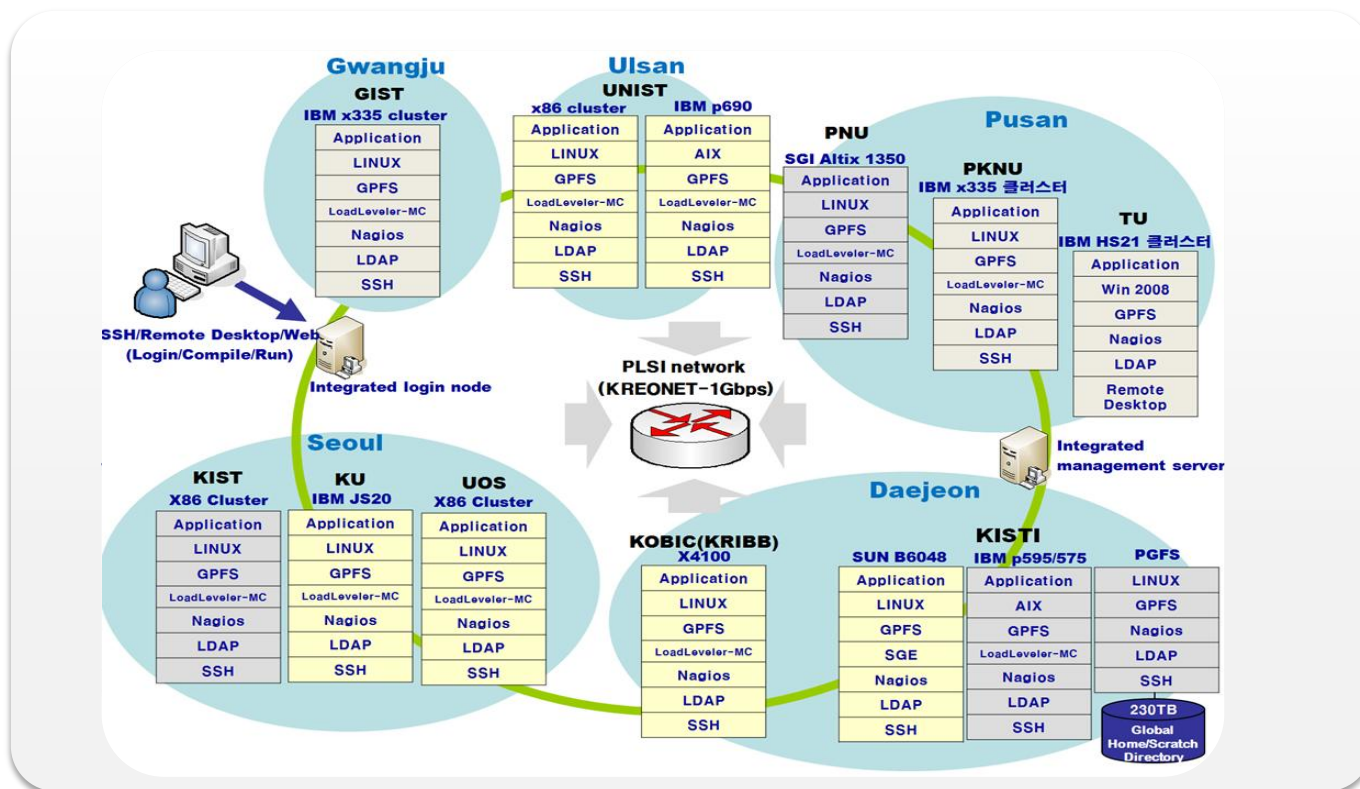 Gwangju
GIST
IBM x335 cluster
Application
LINUX
GPFS
LoadLeveler-MC
Nagios
LDAP
SSH
Ulsan
UNIST
x86 cluster
Application
LINUX
GPFS
LoadLeveler-MC
Nagios
LDAP
SSH
IBM p690
Application
AIX
GPFS
LoadLeveler-MC
Nagios
LDAP
SSH
Pusan
PNU
SGI Altix 1350
Application
LINUX
GPFS
LoadLeveler-MC
Nagios
LDAP
SSH
PKNU
IBM x335 클러스터
Application
LINUX
GPFS
LoadLeveler-MC
Nagios
LDAP
SSH
TU
IBM HS21 클러스터
Application
Win 2008
GPFS
Nagios
LDAP
Remote
Desktop
SSH/Remote Desktop/Web
(Login/Compile/Run)
Integrated login node
PLSI network
(KREONET-1Gbps)
Integrated
management server
Seoul
KIST
X86 Cluster
Application
LINUX
GPFS
LoadLeveler-MC
Nagios
LDAP
SSH
KU
IBM JS20
Application
LINUX
GPFS
LoadLeveler-MC
Nagios
LDAP
SSH
UOS
X86 Cluster
Application
LINUX
GPFS
LoadLeveler-MC
Nagios
LDAP
SSH
Daejeon
KOBIC(KRIBB)
X4100
Application
LINUX
GPFS
LoadLeveler-MC
Nagios
LDAP
SSH
KISTI
SUN B6048
Application
LINUX
GPFS
SGE
Nagios
LDAP
SSH
IBM p595/575
Application
AIX
GPFS
LoadLeveler-MC
Nagios
LDAP
SSH
PGFS
LINUX
GPFS
Nagios
LDAP
SSH
230TB
Global
Home/Scratch
Directory